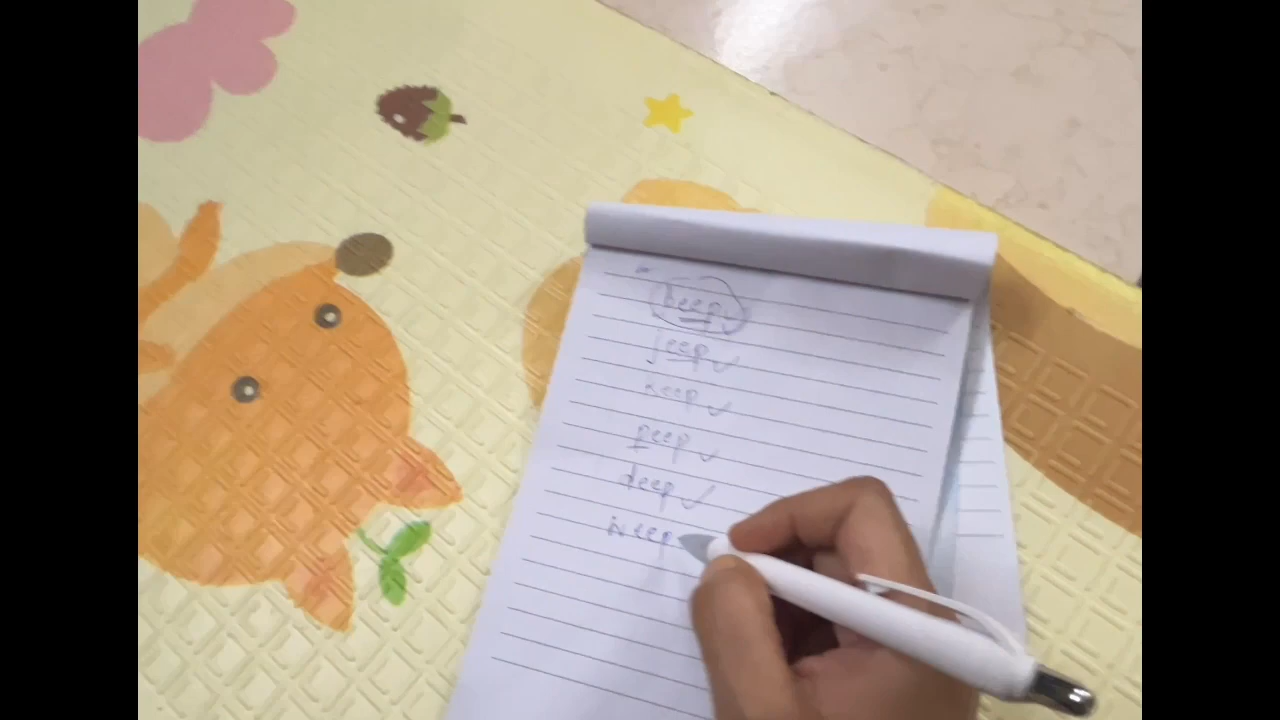 beep
jeep ✓
keep ✓
peep ✓
deep ✓
weep